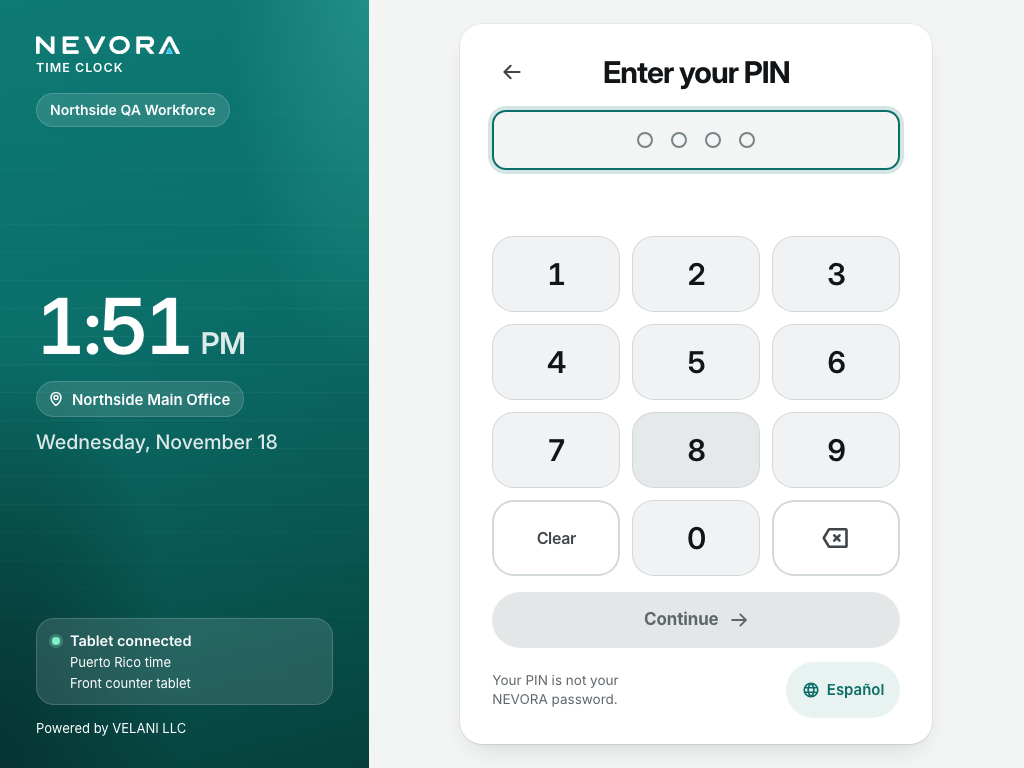 NEVORA
TIME CLOCK
Northside QA Workforce
1:51 PM
Northside Main Office
Wednesday, November 18
Tablet connected
Puerto Rico time
Front counter tablet
Powered by VELANI LLC
Enter your PIN
1 2 3
4 5 6
7 8 9
Clear 0
Continue
Your PIN is not your
NEVORA password.
Español